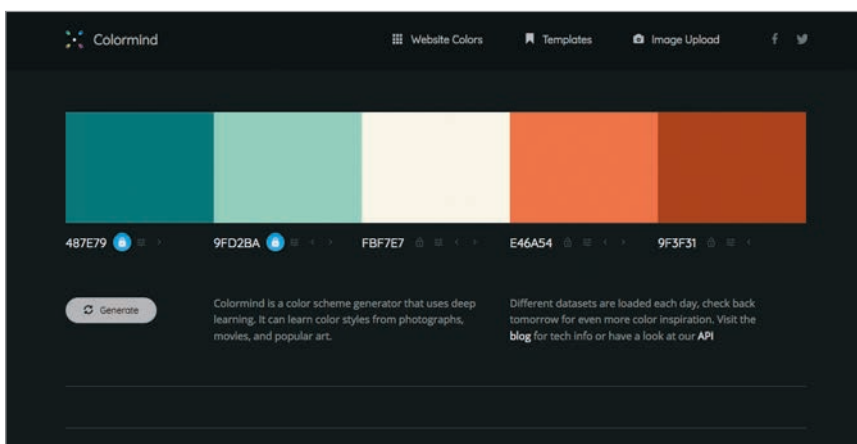 Colormind
Website Colors
Templates
Image Upload
487E79
9FD2BA
FBF7E7
E46A54
9F3F31
Generate
Colormind is a color scheme generator that uses deep
learning. It can learn color styles from photographs,
movies, and popular art.
Different datasets are loaded each day, check back
tomorrow for even more color inspiration. Visit the
blog for tech info or have a look at our API